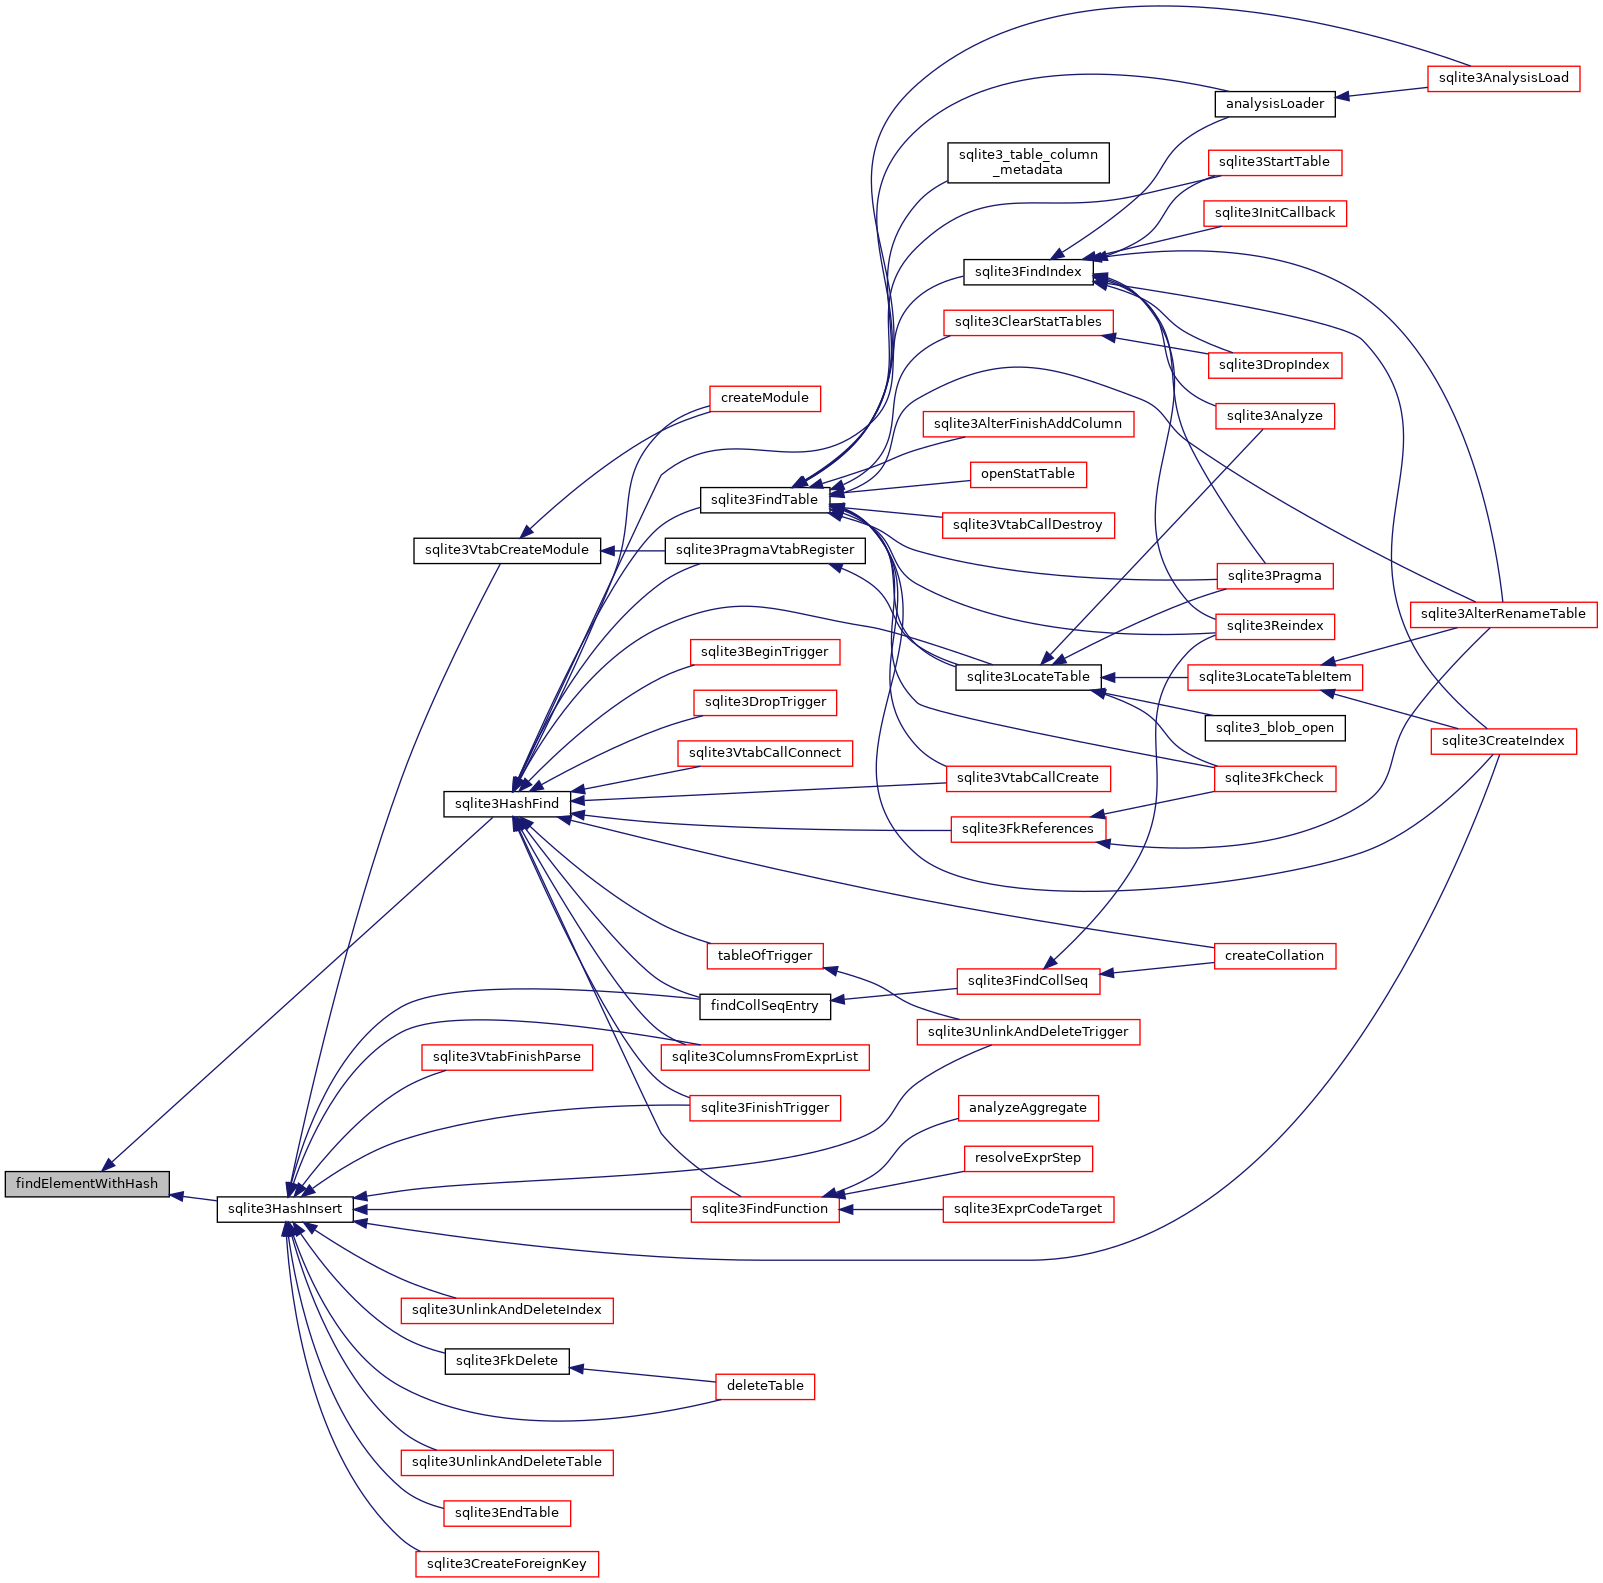 sqlite3AnalysisLoad
analysisLoader
sqlite3_table_column
_metadata
sqlite3StartTable
sqlite3InitCallback
sqlite3FindIndex
sqlite3ClearStatTables
sqlite3DropIndex
createModule
sqlite3Analyze
sqlite3AlterFinishAddColumn
openStatTable
sqlite3FindTable
sqlite3VtabCallDestroy
sqlite3VtabCreateModule
sqlite3PragmaVtabRegister
sqlite3Pragma
sqlite3AlterRenameTable
sqlite3Reindex
sqlite3BeginTrigger
sqlite3LocateTable
sqlite3LocateTableItem
sqlite3DropTrigger
sqlite3_blob_open
sqlite3CreateIndex
sqlite3VtabCallConnect
sqlite3VtabCallCreate
sqlite3FkCheck
sqlite3HashFind
sqlite3FkReferences
tableOfTrigger
createCollation
sqlite3FindCollSeq
findCollSeqEntry
sqlite3UnlinkAndDeleteTrigger
sqlite3VtabFinishParse
sqlite3ColumnsFromExprList
sqlite3FinishTrigger
analyzeAggregate
resolveExprStep
findElementWithHash
sqlite3HashInsert
sqlite3FindFunction
sqlite3ExprCodeTarget
sqlite3UnlinkAndDeleteIndex
sqlite3FkDelete
deleteTable
sqlite3UnlinkAndDeleteTable
sqlite3EndTable
sqlite3CreateForeignKey